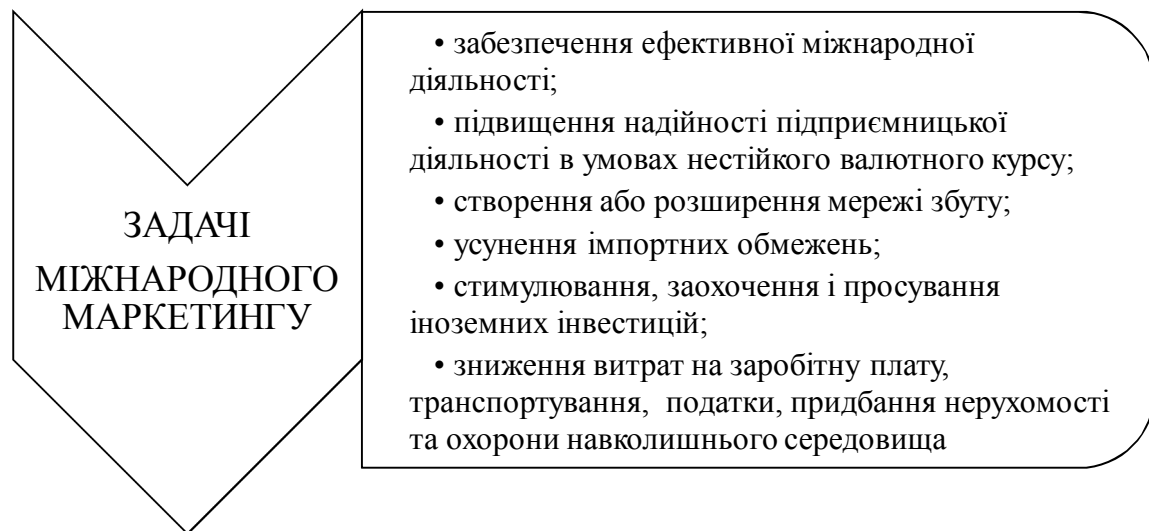 ЗАДАЧІ
МІЖНАРОДНОГО
МАРКЕТИНГУ
• забезпечення ефективної міжнародної
діяльності;
• підвищення надійності підприємницької
діяльності в умовах нестійкого валютного курсу;
• створення або розширення мережі збуту;
• усунення імпортних обмежень;
• стимулювання, заохочення і просування
іноземних інвестицій;
• зниження витрат на заробітну плату,
транспортування, податки, придбання нерухомості
та охорони навколишнього середовища